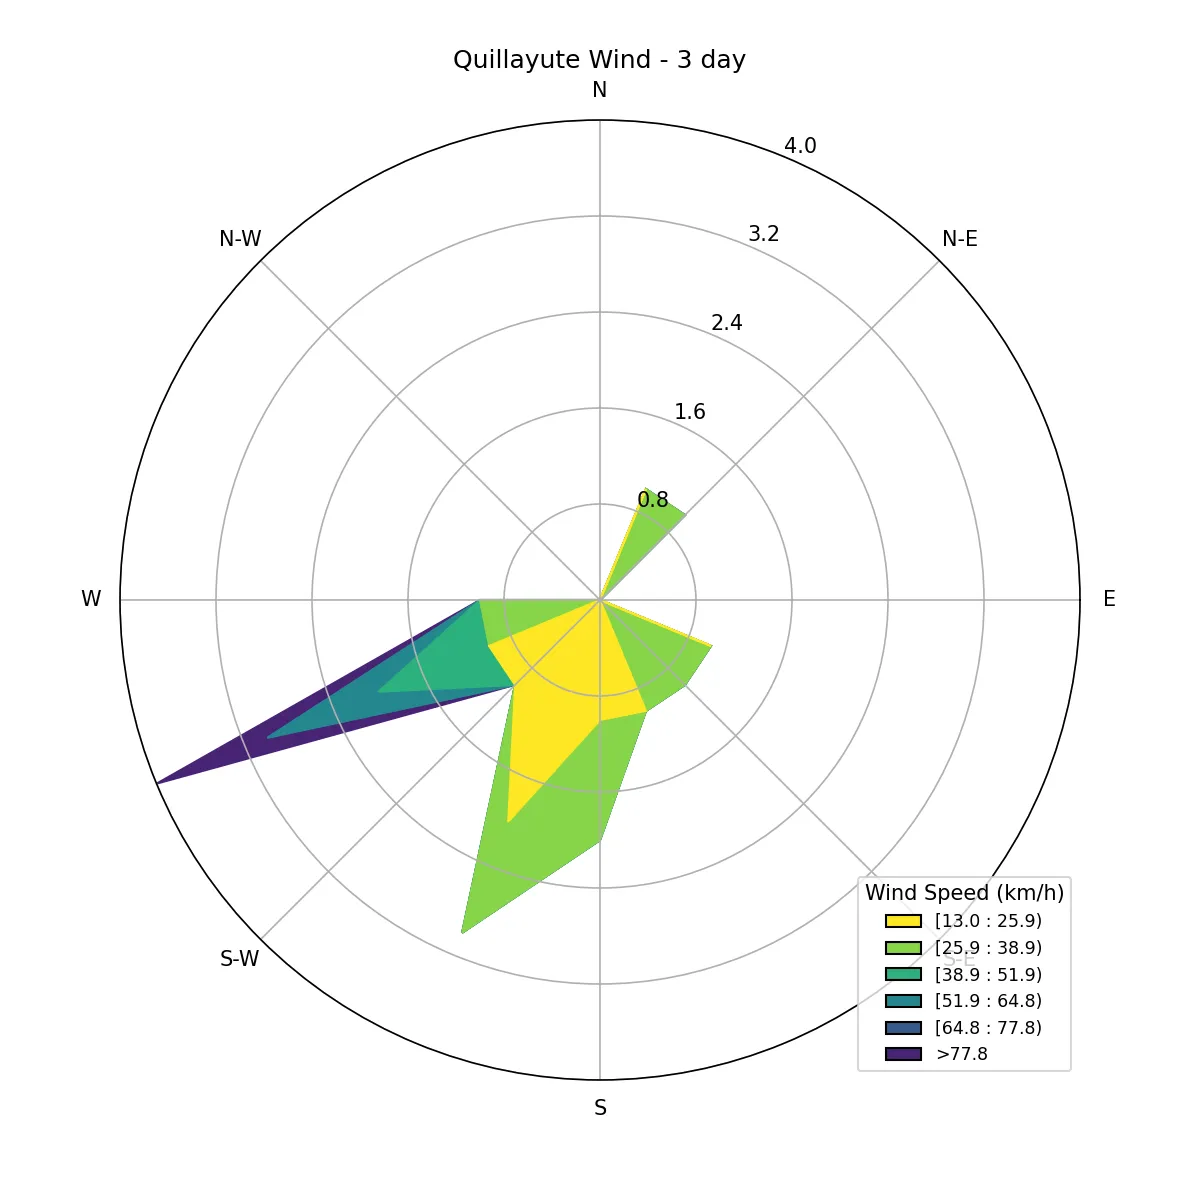 Quillayute Wind - 3 day
N
4.0
N-W
3.2
N-E
2.4
1.6
0.8
W
E
Wind Speed (km/h)
[13.0 : 25.9)
[25.9 : 38.9)
S-W
S-E
[38.9 : 51.9)
[51.9 : 64.8)
[64.8 : 77.8)
>77.8
S